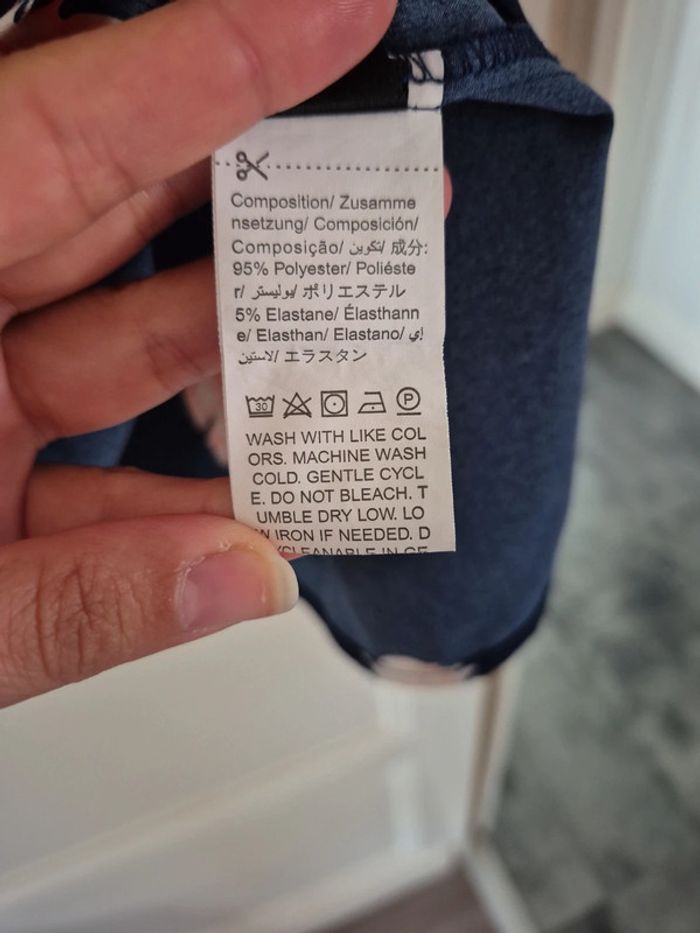 Composition/ Zusamme
nsetzung/ Composición/
Composição/ تكوين/ 成分:
95% Polyester/ Poliéste
r/ بوليستر/ ポリエステル
5% Elastane/ Élasthann
e/ Elasthan/ Elastano/ إي
لاستين/ エラスタン
30 P
WASH WITH LIKE COL
ORS. MACHINE WASH
COLD. GENTLE CYCL
E. DO NOT BLEACH. T
UMBLE DRY LOW. LO
W IRON IF NEEDED. D